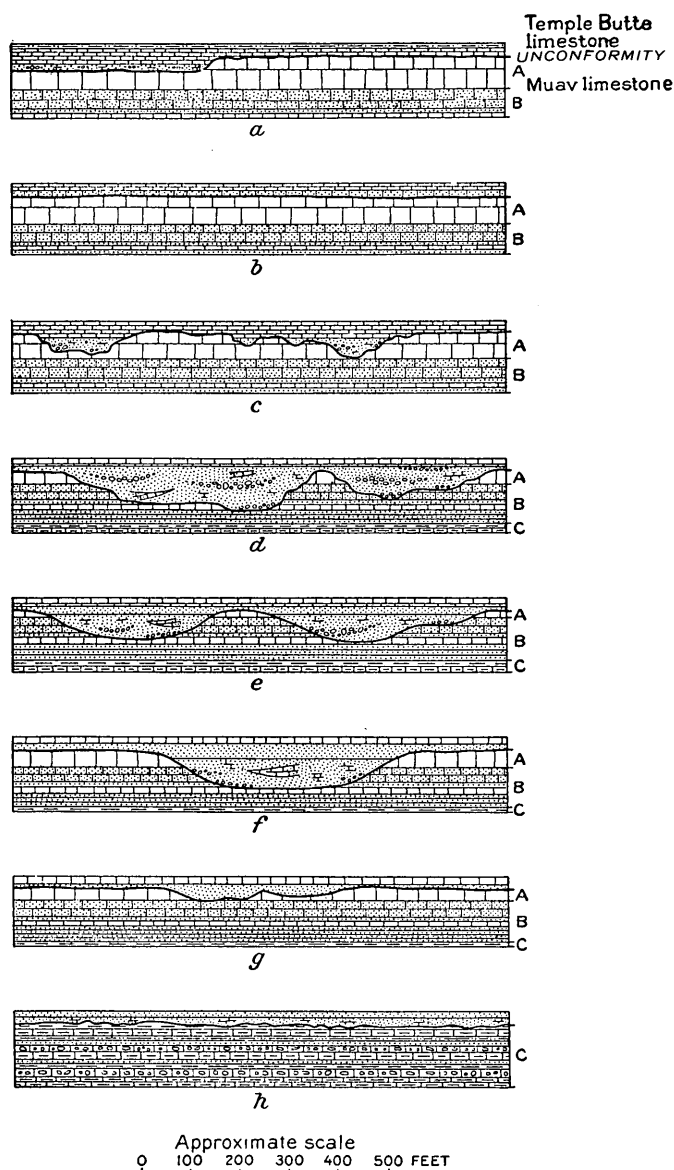 Temple Butte
limestone
UNCONFORMITY
A
Muav limestone
B
a
A
B
b
A
B
c
A
B
C
d
A
B
C
e
A
B
C
f
A
B
C
g
C
h
Approximate scale
0 100 200 300 400 500 FEET